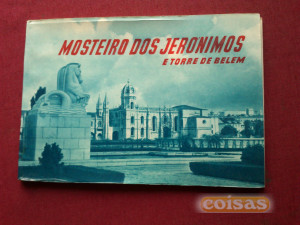 MOSTEIRO DOS JERONIMOS
E TORRE DE BELEM
coisas